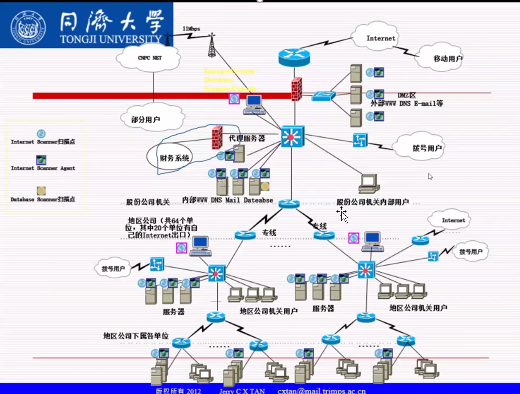 同濟大學
TONGJI UNIVERSITY
11Mbps
Internet
CNPC NET
移动用户
DMZ区
外部WWW DNS E-mail等
部分用户
代理服务器
拨号用户
财务系统
Internet Scanner扫描点
Internet Scanner Agent
Database Scanner扫描点
内部WWW DNS Mail Datebase
股份公司机关
股份公司机关内部用户
地区公司（共64个单
位，其中20个单位有自
己的Internet出口）
专线
专线
Internet
拨号用户
拨号用户
服务器
地区公司机关用户
服务器
地区公司机关用户
地区公司下属各单位
版权所有 2012 Jerry C X TAN cxtan@mail.trimps.ac.cn